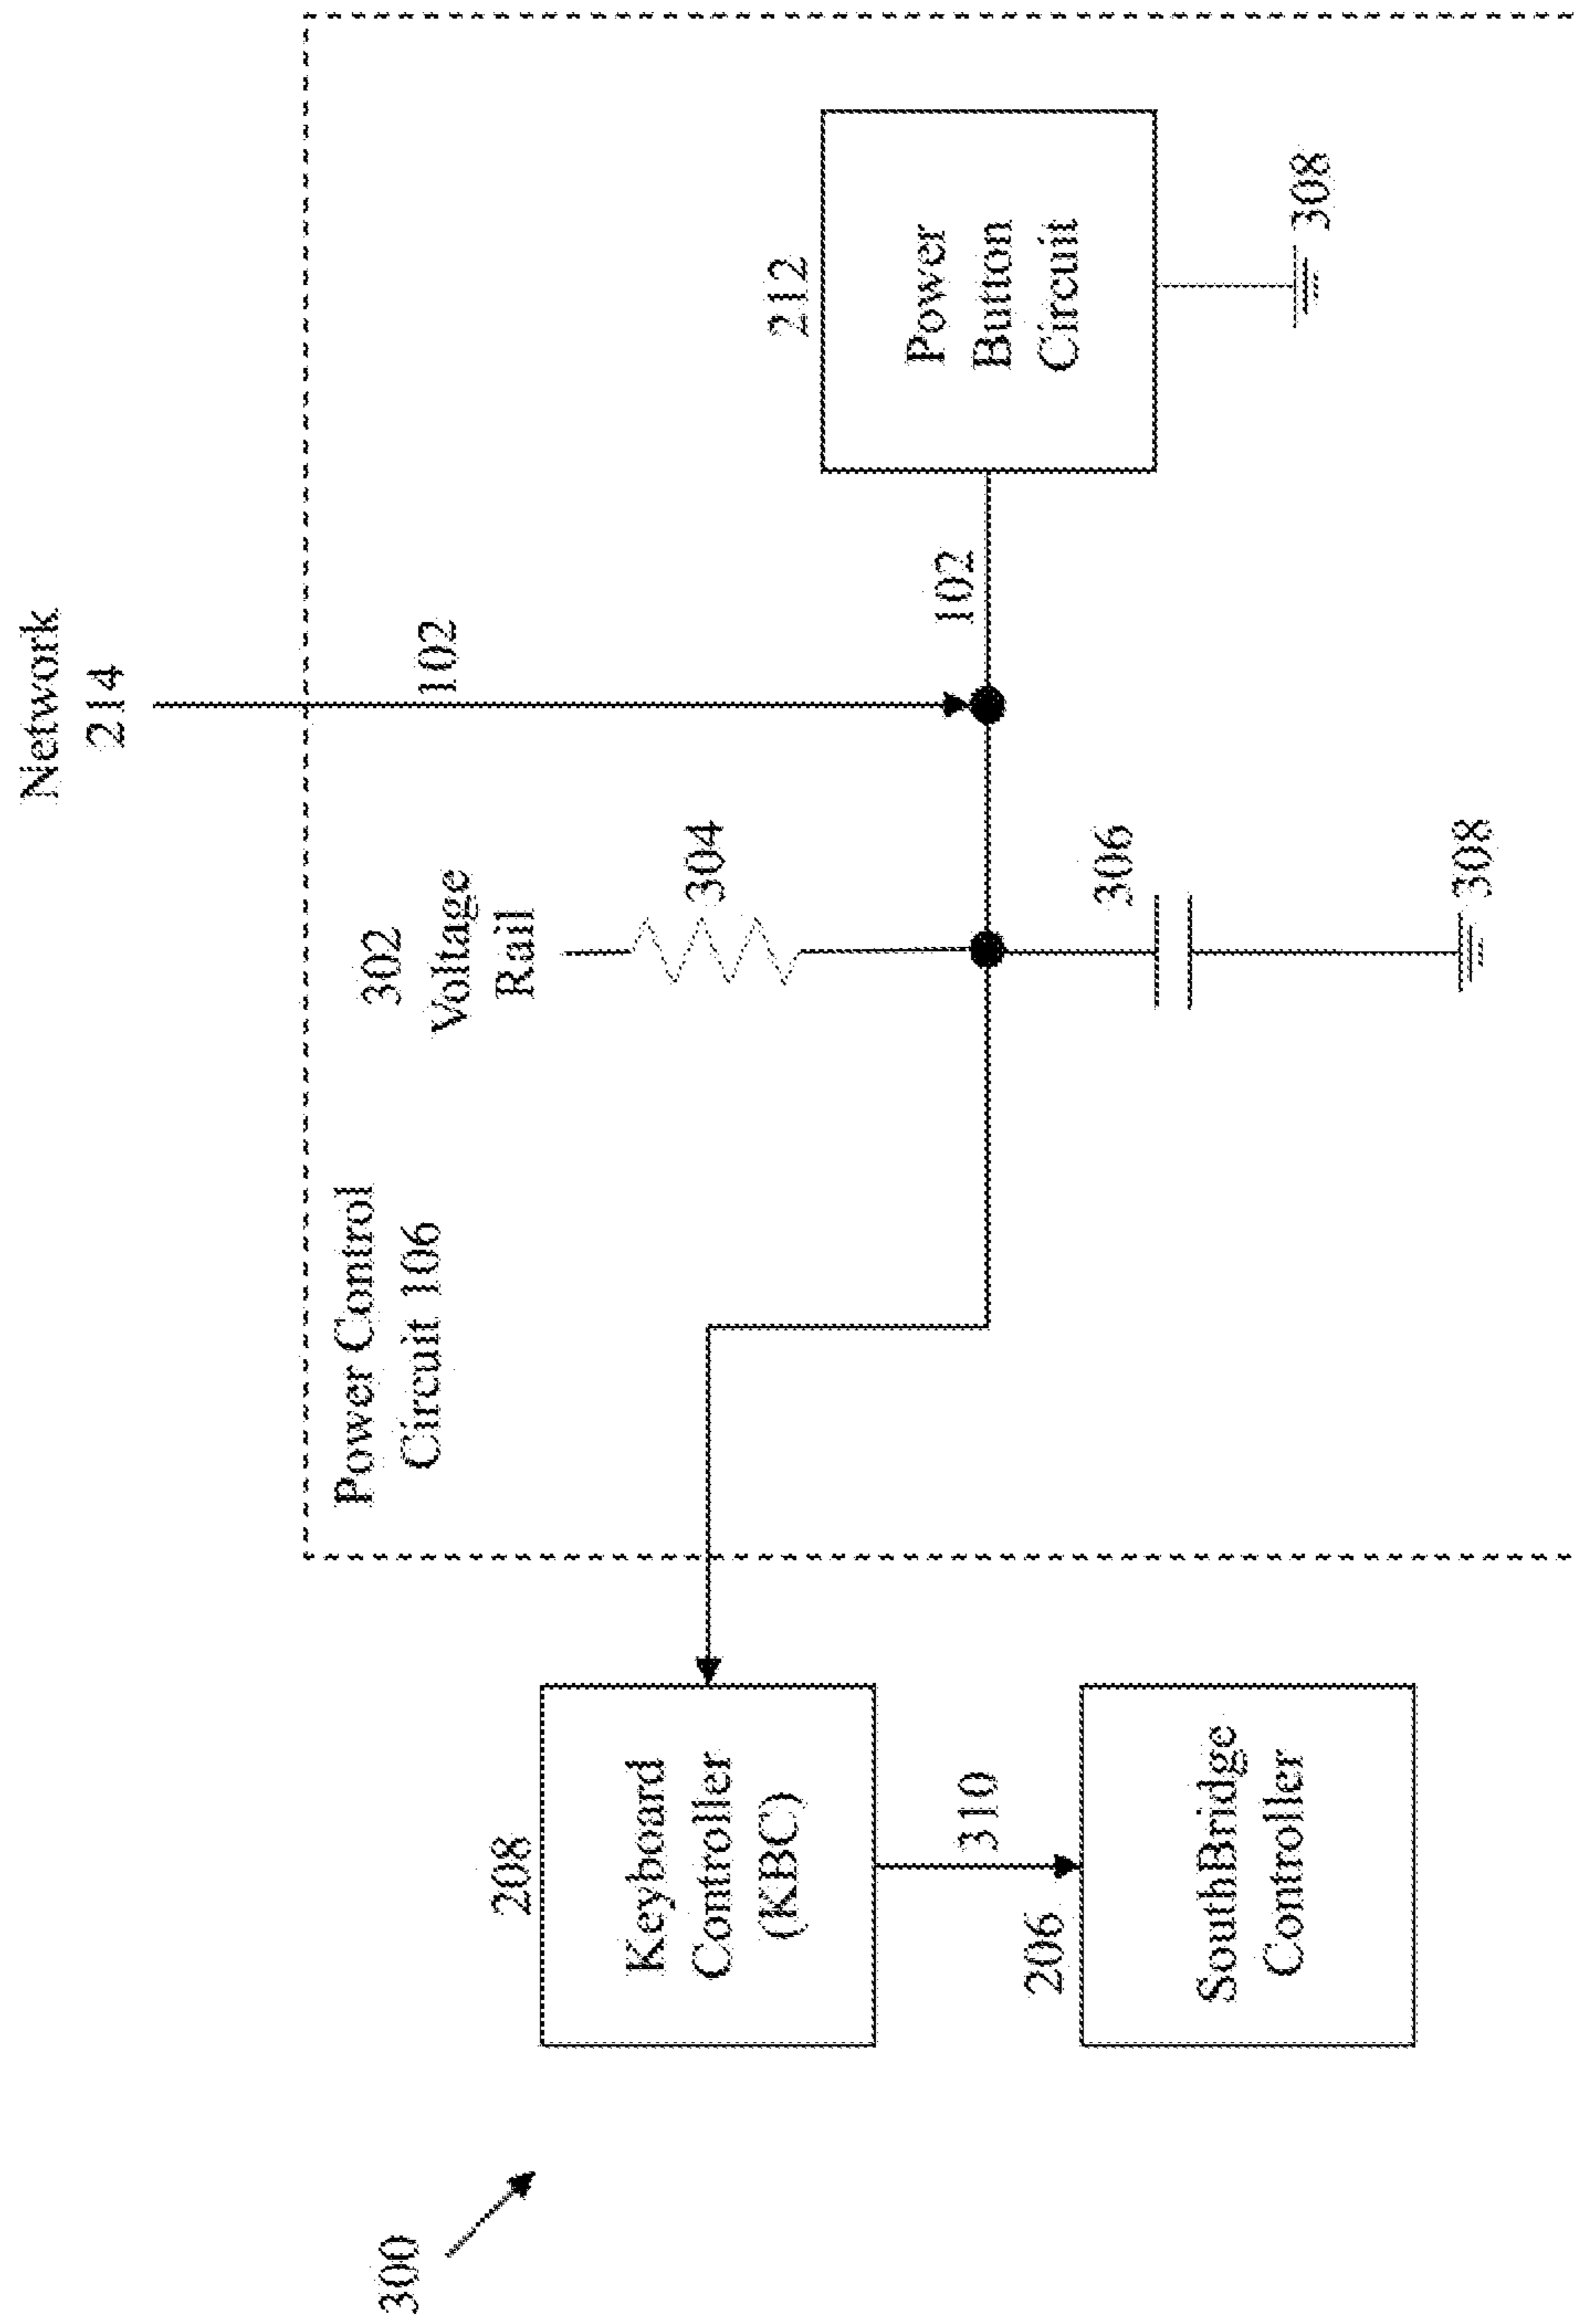 300
208
Keyboard
Controller
(KBC)
310
206
SouthBridge
Controller
Power Control
Circuit 106
302
Voltage
Rail
304
306
308
Network
214
102
102
212
Power
Button
Circuit
308